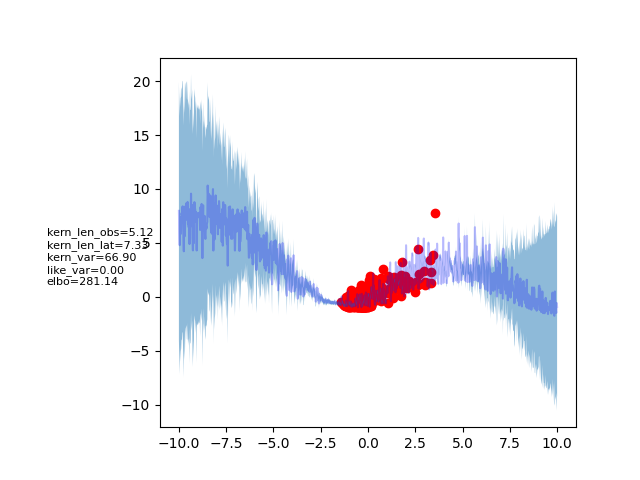 20
15
10
kern_len_obs=5.12
5
kern_len_lat=7.33
kern_var=66.90
like_var=0.00
elbo=281.14
0
−5
−10
−10.0 −7.5 −5.0 −2.5 0.0 2.5 5.0 7.5 10.0